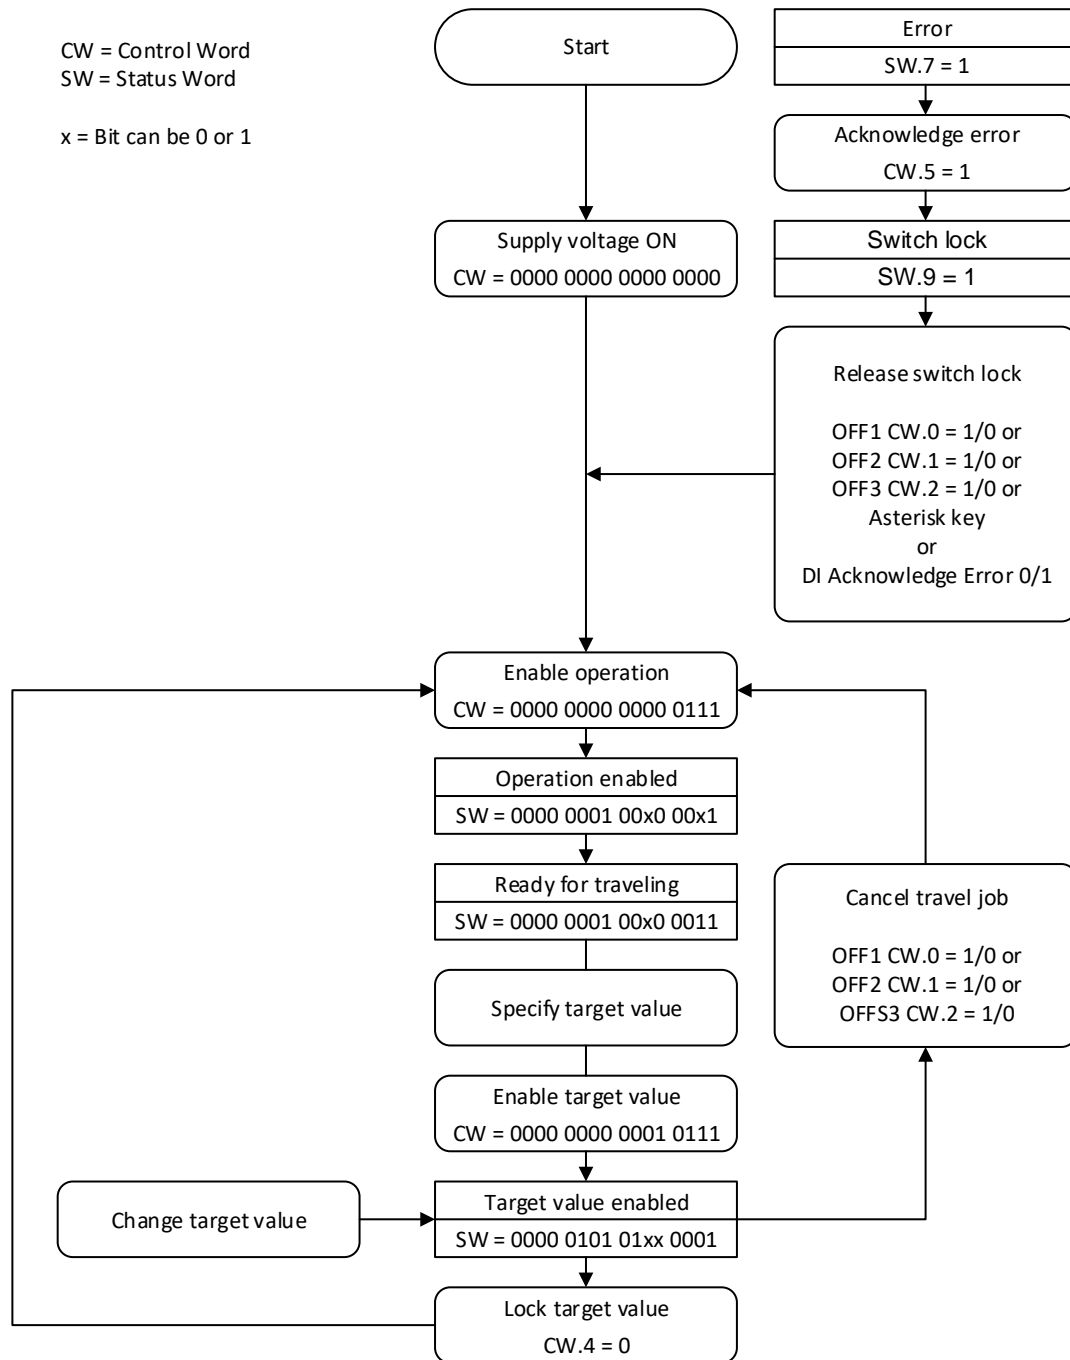 CW = Control Word
SW = Status Word
x = Bit can be 0 or 1
Start
Error
SW.7 = 1
Acknowledge error
CW.5 = 1
Supply voltage ON
CW = 0000 0000 0000 0000
Switch lock
SW.9 = 1
Release switch lock
OFF1 CW.0 = 1/0 or
OFF2 CW.1 = 1/0 or
OFF3 CW.2 = 1/0 or
Asterisk key
or
DI Acknowledge Error 0/1
Enable operation
CW = 0000 0000 0000 0111
Operation enabled
SW = 0000 0001 00x0 00x1
Ready for traveling
SW = 0000 0001 00x0 0011
Specify target value
Enable target value
CW = 0000 0000 0001 0111
Cancel travel job
OFF1 CW.0 = 1/0 or
OFF2 CW.1 = 1/0 or
OFFS3 CW.2 = 1/0
Change target value
Target value enabled
SW = 0000 0101 01xx 0001
Lock target value
CW.4 = 0